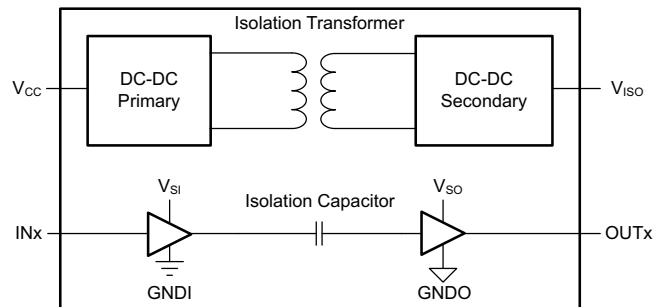 Isolation Transformer
DC-DC
Primary
DC-DC
Secondary
VCC
VISO
VSI
Isolation Capacitor
VSO
INx
OUTx
GNDI
GNDO